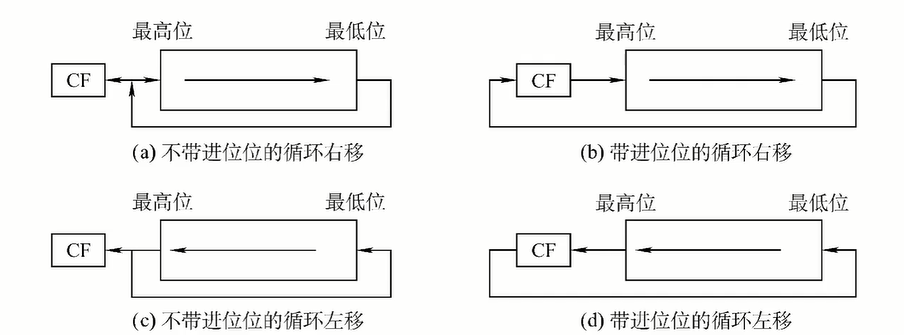 最高位 最低位 最高位 最低位
CF CF
(a) 不带进位位的循环右移 (b) 带进位位的循环右移
最高位 最低位 最高位 最低位
CF CF
(c) 不带进位位的循环左移 (d) 带进位位的循环左移